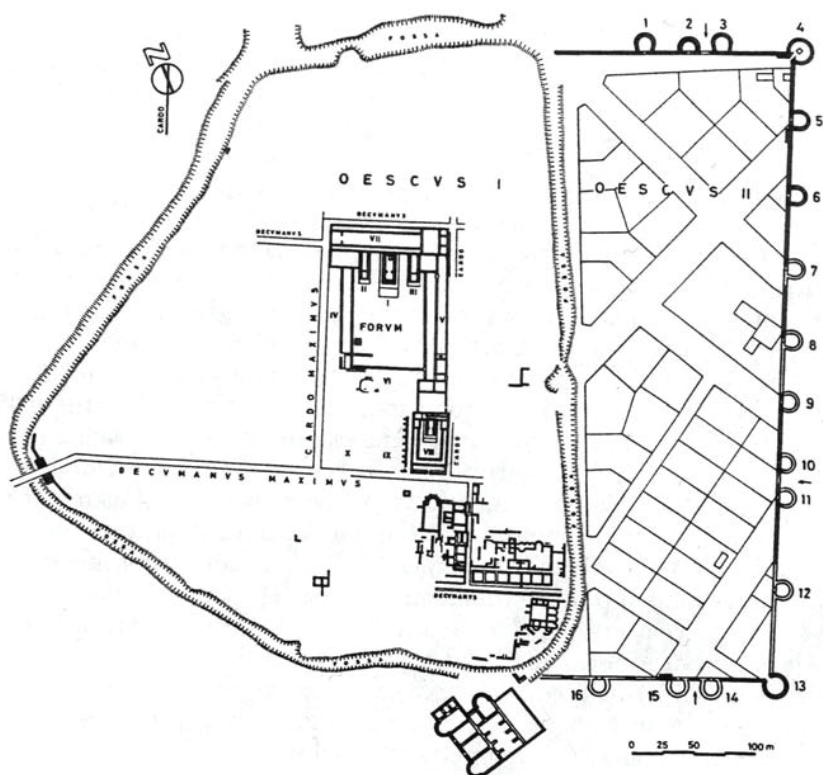 1 2 3 4
FOSSA
N
CARDO
5
OESCVS I
OESCVS II
6
DECVMANVS
DECVMANVS
VII
CARDO
FOSSA
FOSSA
7
II
III
I
IV
V
FORVM
8
CARDO MAXIMVS
VI
9
X IX VIII
CARDO
10
DECVMANVS MAXIMVS
11
12
DECVMANVS
FOSSA
16 15 14 13
0 25 50 100 m